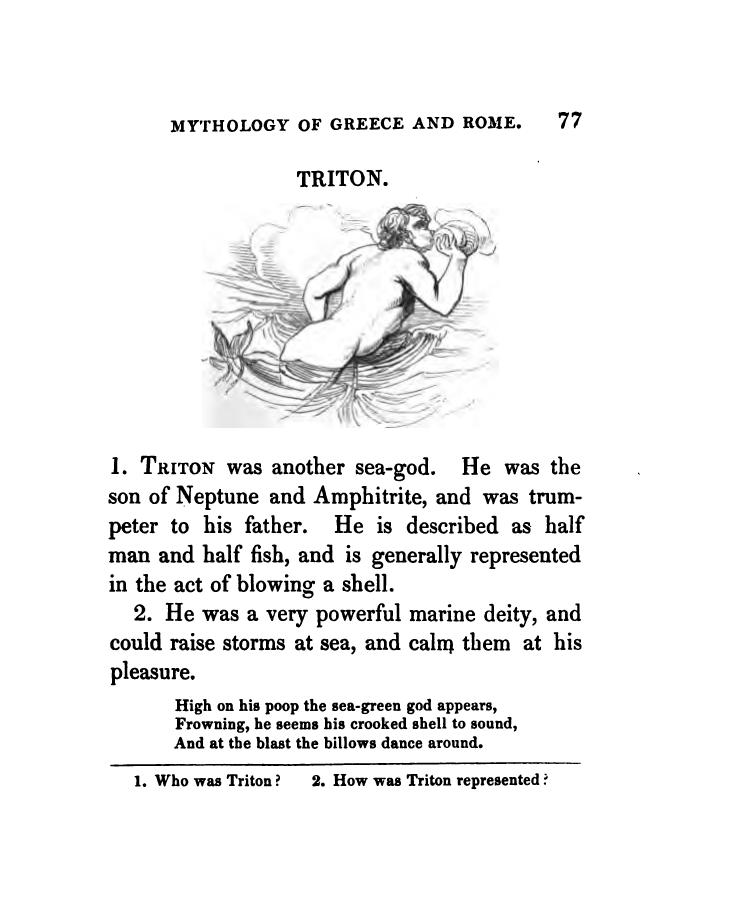 MYTHOLOGY OF GREECE AND ROME. 77
TRITON.
1. TRITON was another sea-god. He was the
son of Neptune and Amphitrite, and was trum-
peter to his father. He is described as half
man and half fish, and is generally represented
in the act of blowing a shell.
2. He was a very powerful marine deity, and
could raise storms at sea, and calm them at his
pleasure.
High on his poop the sea-green god appears,
Frowning, he seems his crooked shell to sound,
And at the blast the billows dance around.
1. Who was Triton? 2. How was Triton represented?